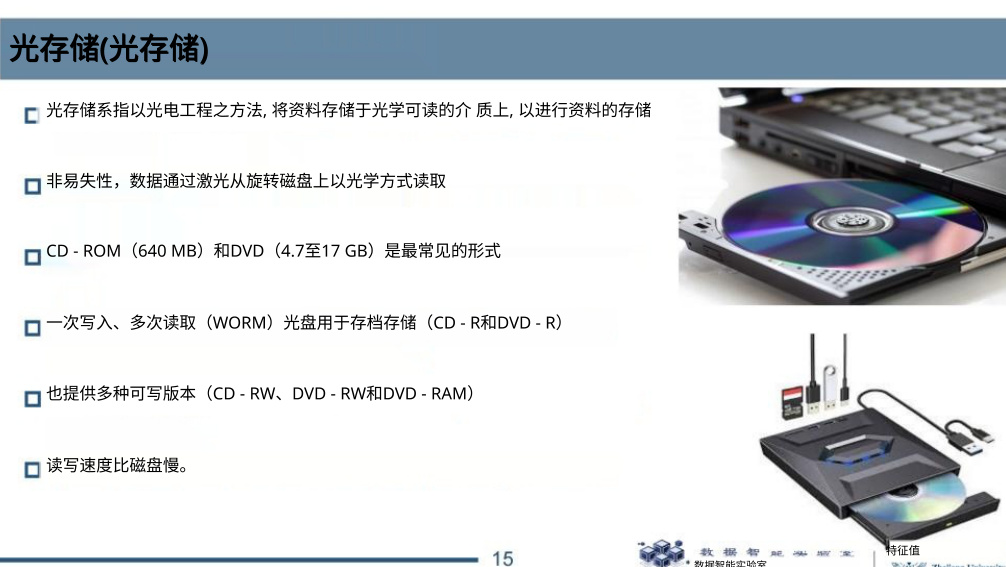 光存储(光存储)
光存储系指以光电工程之方法, 将资料存储于光学可读的介 质上, 以进行资料的存储
非易失性，数据通过激光从旋转磁盘上以光学方式读取
CD - ROM（640 MB）和DVD（4.7至17 GB）是最常见的形式
一次写入、多次读取（WORM）光盘用于存档存储（CD - R和DVD - R）
也提供多种可写版本（CD - RW、DVD - RW和DVD - RAM）
读写速度比磁盘慢。
15
数据智能实验室
数据智能实验室
特征值